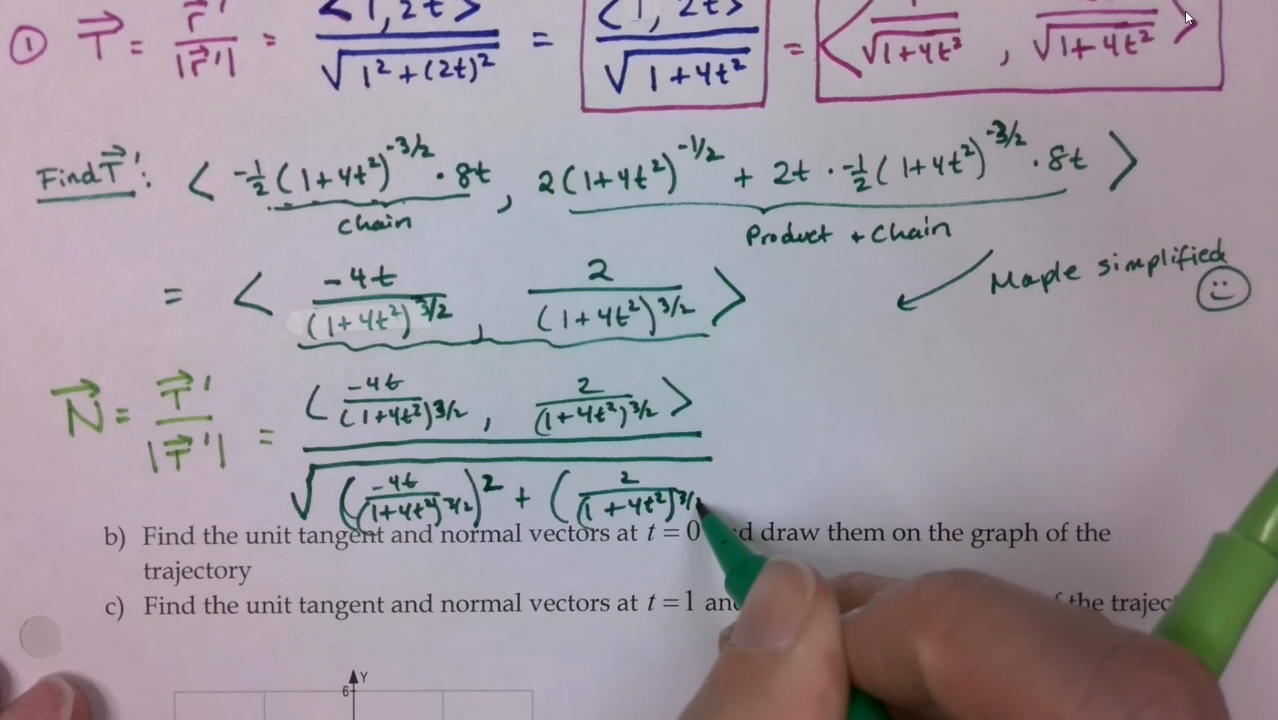 ① T⃗ = r⃗' / |r⃗'| = <1, 2t> / √(1² + (2t)²) = <1, 2t> / √(1+4t²) = < / √(1+4t²) , / √(1+4t²) >
Find T⃗': < -½(1+4t²)^(-3/2) · 8t , 2(1+4t²)^(-1/2) + 2t · -½(1+4t²)^(-3/2) · 8t >
chain
Product + Chain
= < -4t / (1+4t²)^(3/2) , 2 / (1+4t²)^(3/2) >
Maple simplified
N⃗ = T⃗' / |T⃗'| = < -4t / (1+4t²)^(3/2) , 2 / (1+4t²)^(3/2) > / √((-4t / (1+4t²)^(3/2))² + (2 / (1+4t²)^(3/2
b) Find the unit tangent and normal vectors at t = 0 draw them on the graph of the
trajectory
c) Find the unit tangent and normal vectors at t = 1 the
Y
6